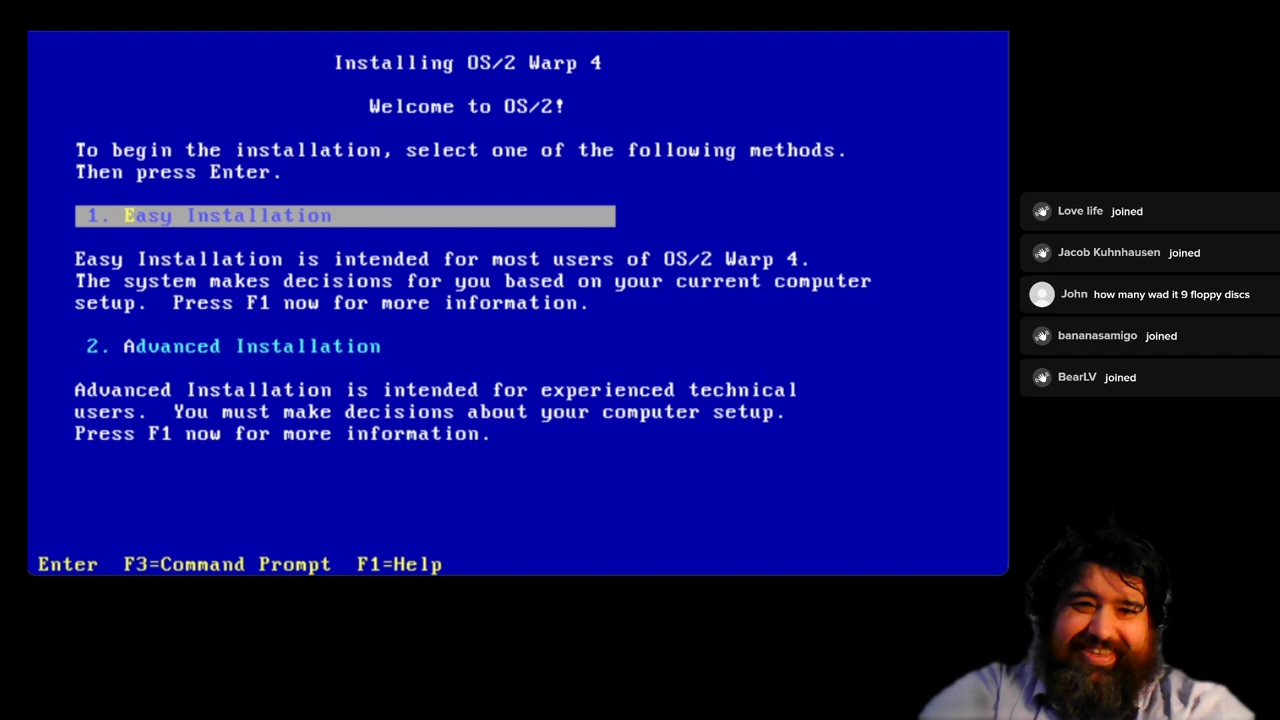 Installing OS/2 Warp 4
Welcome to OS/2!
To begin the installation, select one of the following methods.
Then press Enter.
1. Easy Installation
Easy Installation is intended for most users of OS/2 Warp 4.
The system makes decisions for you based on your current computer
setup. Press F1 now for more information.
2. Advanced Installation
Advanced Installation is intended for experienced technical
users. You must make decisions about your computer setup.
Press F1 now for more information.
Enter F3=Command Prompt F1=Help
Love life joined
Jacob Kuhnhausen joined
John how many wad it 9 floppy discs
bananasamigo joined
BearLV joined